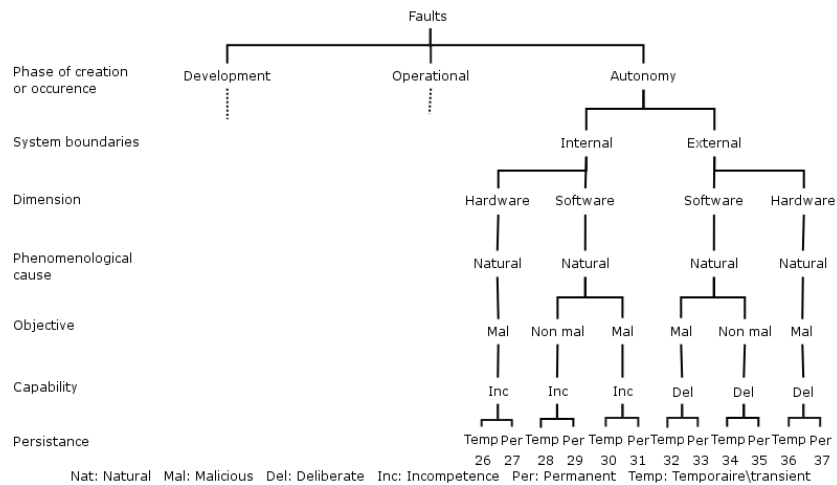 Faults
Phase of creation
or occurence
Development Operational Autonomy
System boundaries Internal External
Dimension Hardware Software Software Hardware
Phenomenological
cause
Natural Natural Natural Natural
Objective Mal Non mal Mal Mal Non mal Mal
Capability Inc Inc Inc Del Del Del
Persistance Temp Per Temp Per Temp Per Temp Per Temp Per Temp Per
26 27 28 29 30 31 32 33 34 35 36 37
Nat: Natural Mal: Malicious Del: Deliberate Inc: Incompetence Per: Permanent Temp: Temporaire\transient